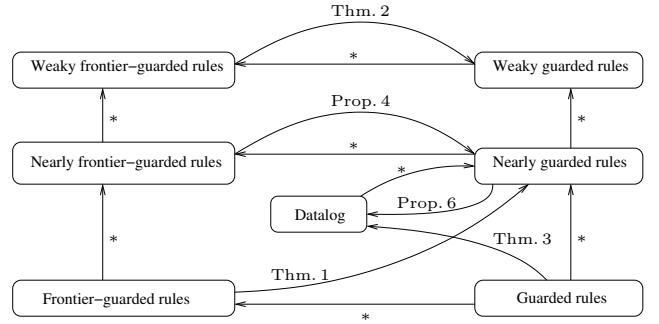 Thm. 2
Weaky frontier−guarded rules
*
Weaky guarded rules
*
*
Prop. 4
Nearly frontier−guarded rules
*
Nearly guarded rules
*
Prop. 6
Datalog
*
Thm. 3
*
Thm. 1
Frontier−guarded rules
Guarded rules
*